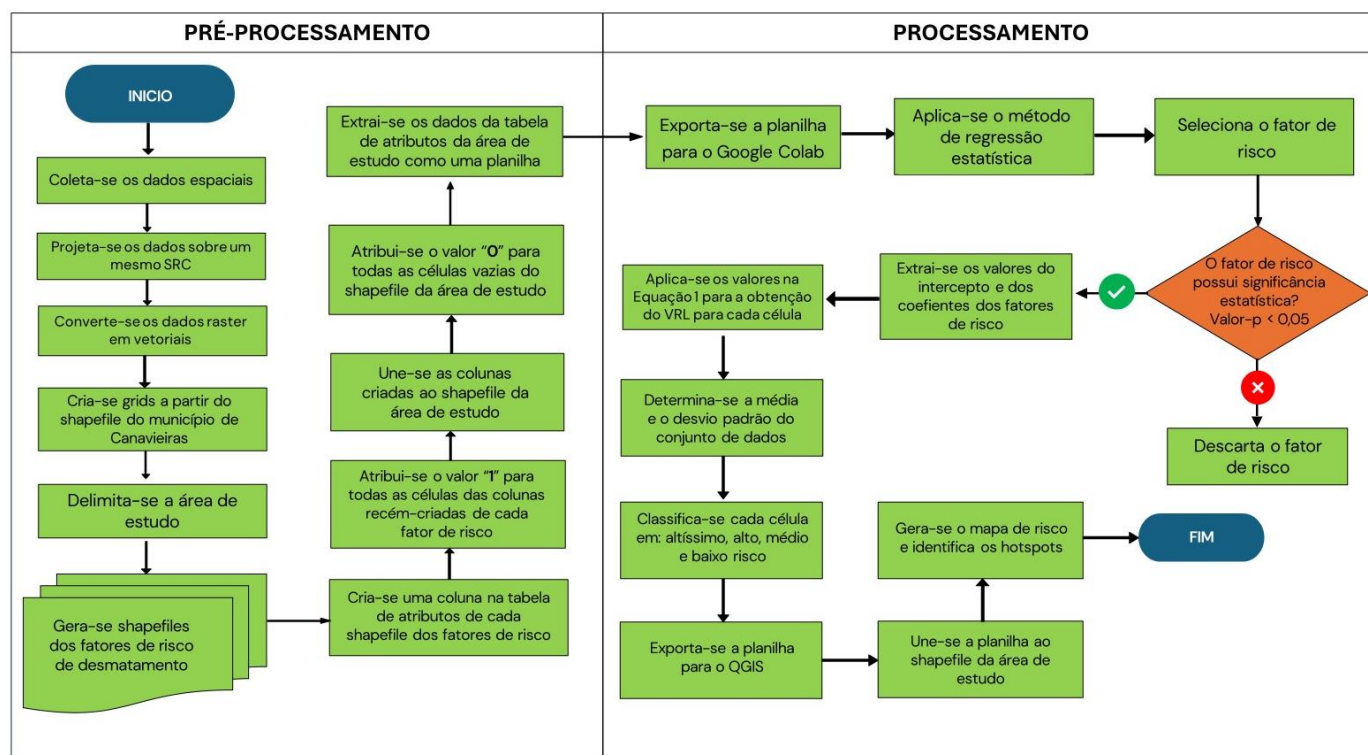 PRÉ-PROCESSAMENTO
INICIO
Coleta-se os dados espaciais
Projeta-se os dados sobre um
mesmo SRC
Converte-se os dados raster
em vetoriais
Cria-se grids a partir do
shapefile do município de
Canavieiras
Delimita-se a área de
estudo
Gera-se shapefiles
dos fatores de risco
de desmatamento
Cria-se uma coluna na tabela
de atributos de cada
shapefile dos fatores de risco
Atribui-se o valor “1” para
todas as células das colunas
recém-criadas de cada
fator de risco
Une-se as colunas
criadas ao shapefile da
área de estudo
Atribui-se o valor “0” para
todas as células vazias do
shapefile da área de estudo
Extrai-se os dados da tabela
de atributos da área de
estudo como uma planilha
PROCESSAMENTO
Exporta-se a planilha
para o Google Colab
Aplica-se o método
de regressão
estatística
Seleciona o fator de
risco
O fator de risco
possui significância
estatística?
Valor-p < 0,05
Descarta o fator
de risco
Extrai-se os valores do
intercepto e dos
coefientes dos fatores
de risco
Aplica-se os valores na
Equação 1 para a obtenção
do VRL para cada célula
Determina-se a média
e o desvio padrão do
conjunto de dados
Classifica-se cada célula
em: altíssimo, alto, médio
e baixo risco
Exporta-se a planilha
para o QGIS
Une-se a planilha ao
shapefile da área de
estudo
Gera-se o mapa de risco
e identifica os hotspots
FIM